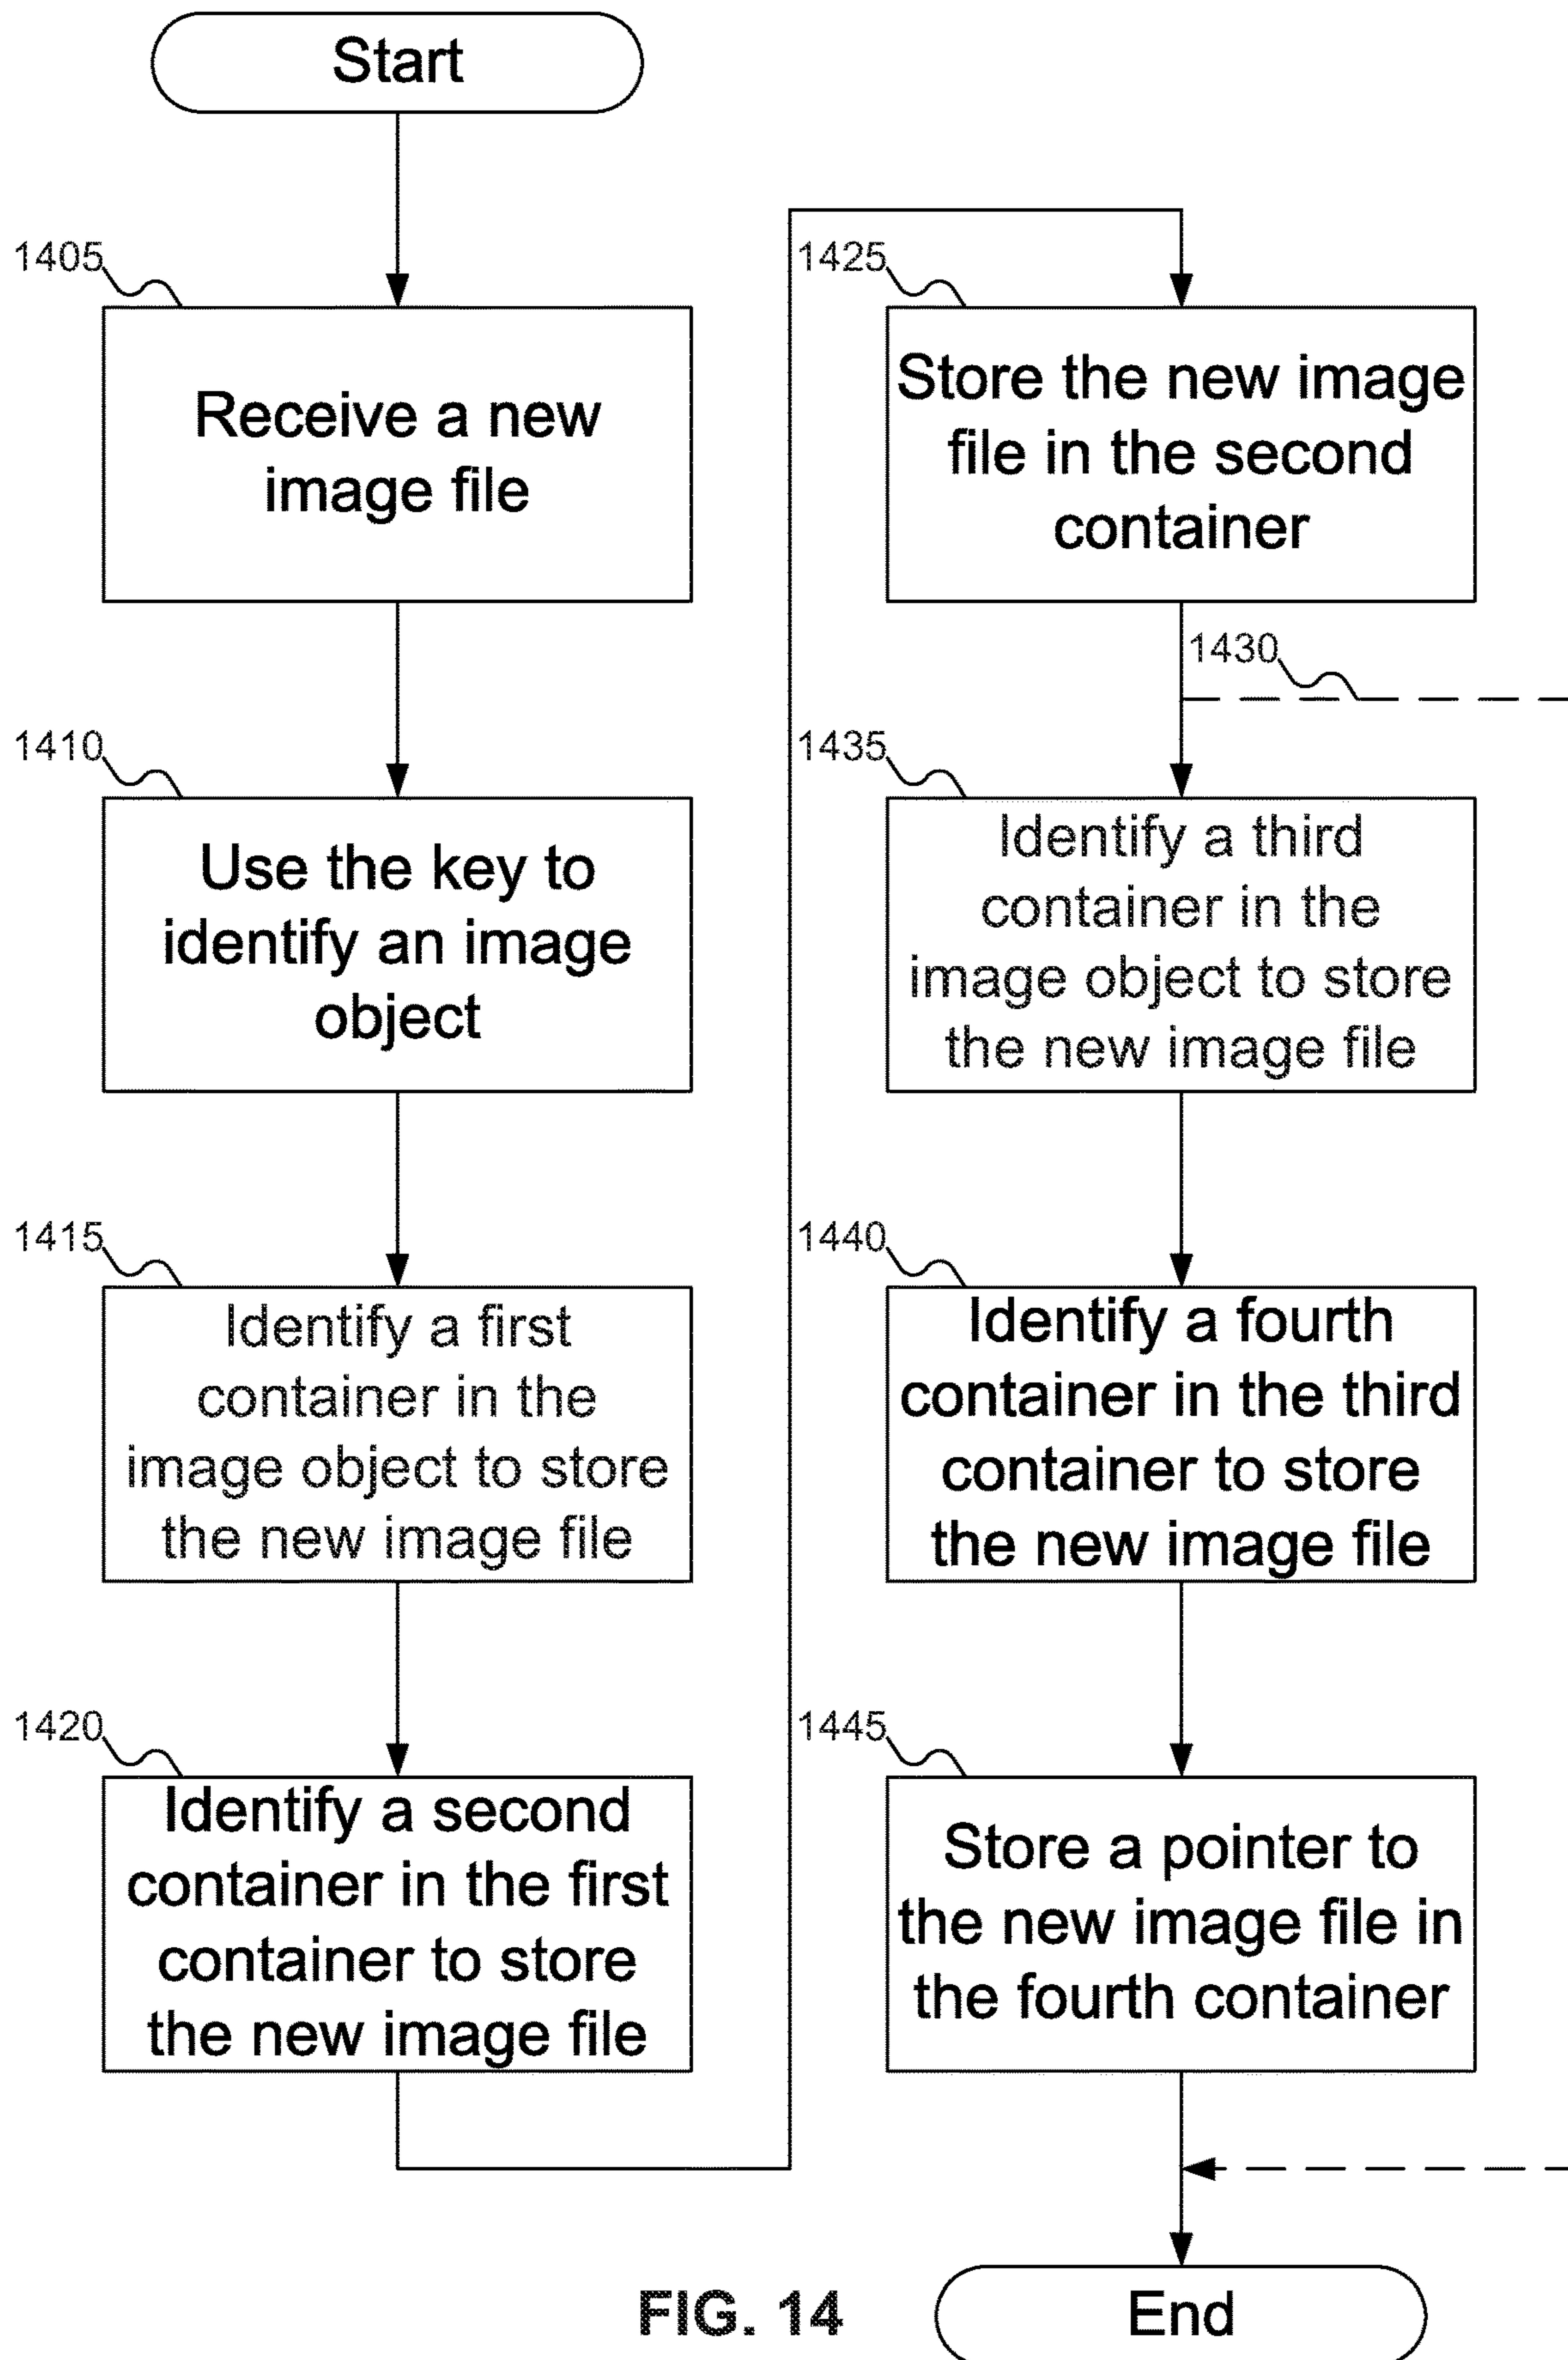 Start
1405
Receive a new
image file
1410
Use the key to
identify an image
object
1415
Identify a first
container in the
image object to store
the new image file
1420
Identify a second
container in the first
container to store
the new image file
1425
Store the new image
file in the second
container
1430
1435
Identify a third
container in the
image object to store
the new image file
1440
Identify a fourth
container in the third
container to store
the new image file
1445
Store a pointer to
the new image file in
the fourth container
End
FIG. 14